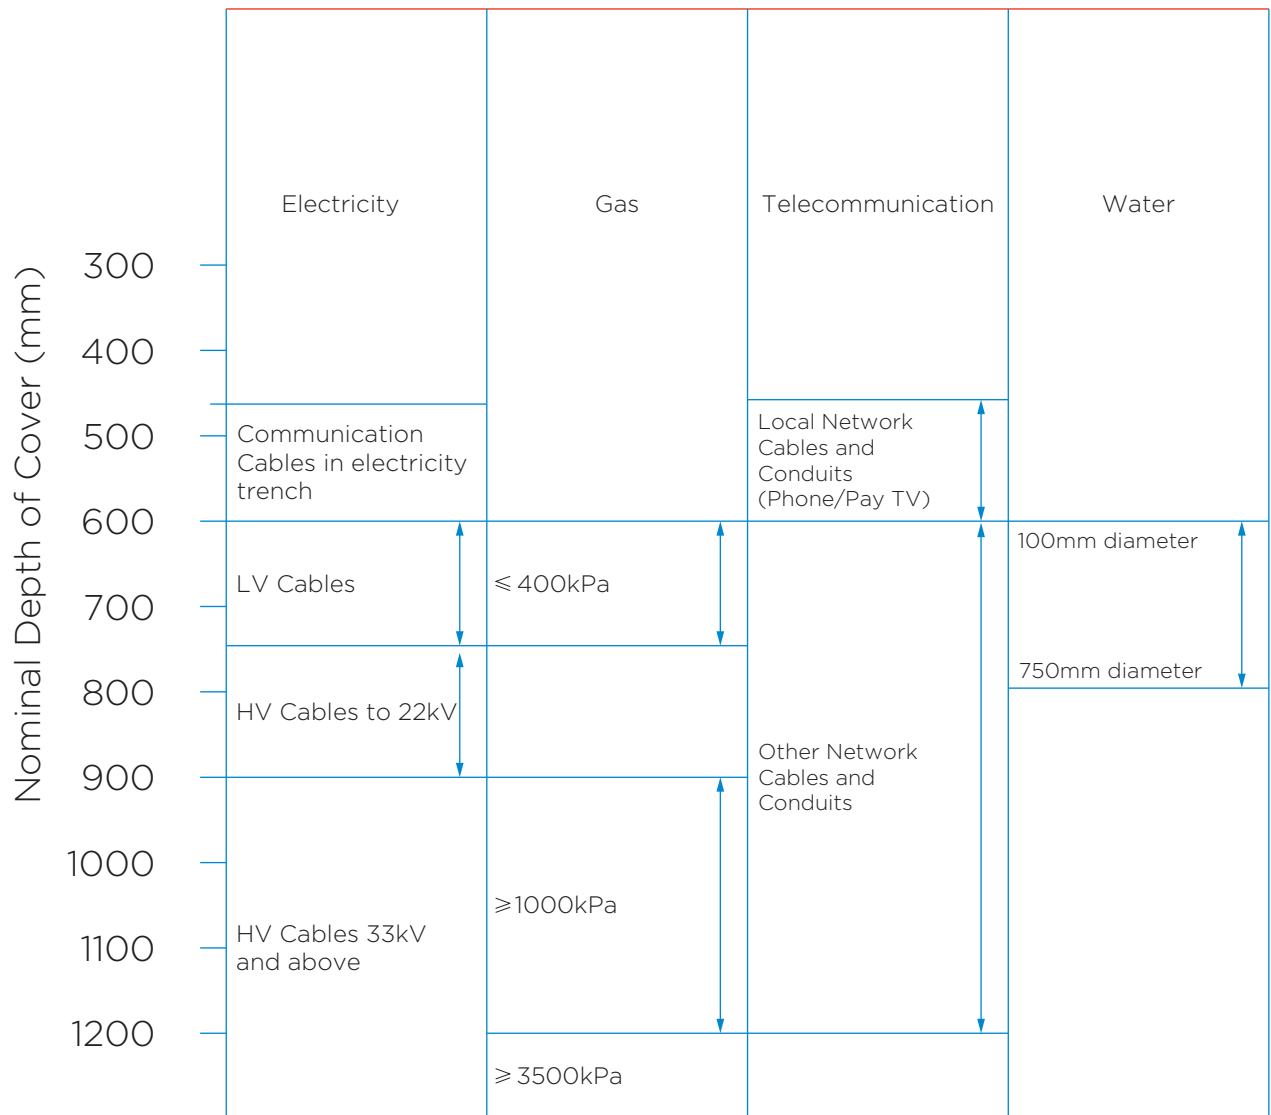 Electricity
Gas
Telecommunication
Water
Nominal Depth of Cover (mm)
300
400
500
600
700
800
900
1000
1100
1200
Communication
Cables in electricity
trench
LV Cables
HV Cables to 22kV
HV Cables 33kV
and above
≤ 400kPa
≥1000kPa
≥ 3500kPa
Local Network
Cables and
Conduits
(Phone/Pay TV)
Other Network
Cables and
Conduits
100mm diameter
750mm diameter